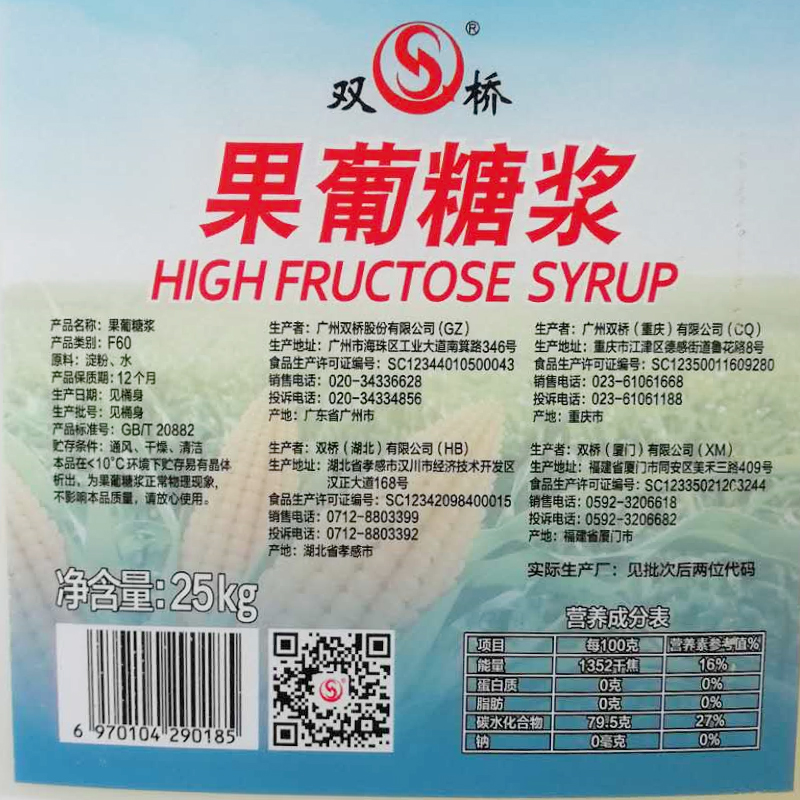 双桥®
果葡糖浆
HIGH FRUCTOSE SYRUP
产品名称：果葡糖浆
产品类别：F60
原料：淀粉、水
产品保质期：12个月
生产日期：见桶身
生产批号：见桶身
产品标准号：GB/T 20882
贮存条件：通风、干燥、清洁
本品在<10℃环境下贮存易有晶体
析出，为果葡糖浆正常物理现象，
不影响本品质量，请放心使用。
生产者：广州双桥股份有限公司(GZ)
生产地址：广州市海珠区工业大道南箕路346号
食品生产许可证编号：SC12344010500043
销售电话：020-34336628
投诉电话：020-34334856
产地：广东省广州市
生产者：双桥（湖北）有限公司(HB)
生产地址：湖北省孝感市汉川市经济技术开发区
汉正大道168号
食品生产许可证编号：SC12342098400015
销售电话：0712-8803399
投诉电话：0712-8803392
产地：湖北省孝感市
生产者：广州双桥（重庆）有限公司(CQ)
生产地址：重庆市江津区德感街道鲁花路8号
食品生产许可证编号：SC12350011609280
销售电话：023-61061668
投诉电话：023-61061188
产地：重庆市
生产者：双桥（厦门）有限公司(XM)
生产地址：福建省厦门市同安区美禾三路409号
食品生产许可证编号：SC12335021203244
销售电话：0592-3206618
投诉电话：0592-3206682
产地：福建省厦门市
实际生产厂：见批次后两位代码
净含量：25kg
6 970104 290185
营养成分表
项目 每100克 营养素参考值%
能量 1352千焦 16%
蛋白质 0克 0%
脂肪 0克 0%
碳水化合物 79.5克 27%
钠 0毫克 0%